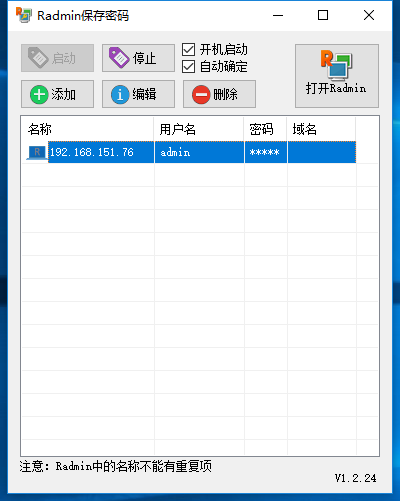 Radmin保存密码
启动
停止
开机启动
自动确定
打开Radmin
添加
编辑
删除
名称 用户名 密码 域名
192.168.151.76 admin *****
注意：Radmin中的名称不能有重复项
V1.2.24